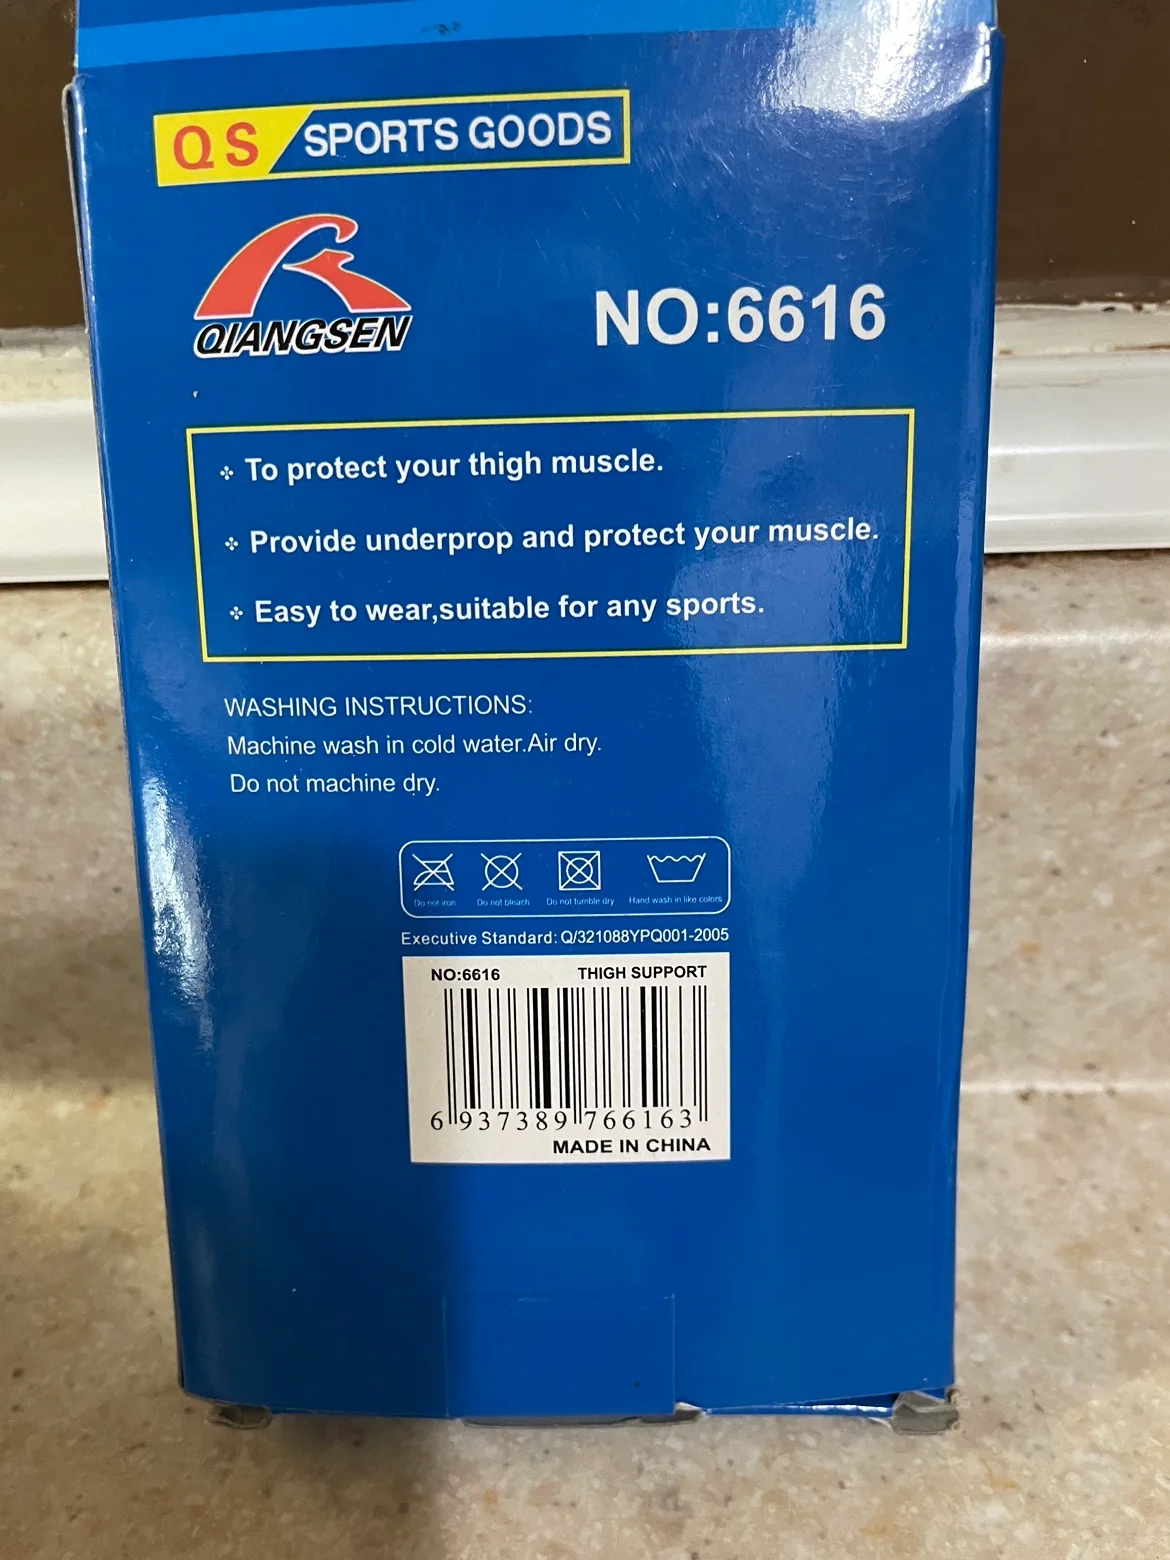 QS SPORTS GOODS
QIANGSEN
NO:6616
To protect your thigh muscle.
Provide underprop and protect your muscle.
Easy to wear,suitable for any sports.
WASHING INSTRUCTIONS:
Machine wash in cold water.Air dry.
Do not machine dry.
Do not iron Do not bleach Do not tumble dry Hand wash in like colors
Executive Standard: Q/321088YPQ001-2005
NO:6616 THIGH SUPPORT
6 937389 766163
MADE IN CHINA